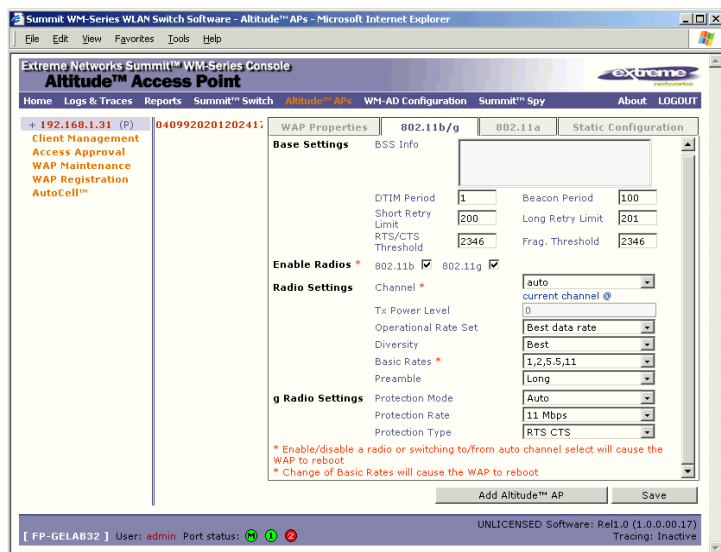 Summit WM-Series WLAN Switch Software - Altitude™ APs - Microsoft Internet Explorer
File Edit View Favorites Tools Help
Extreme Networks Summit™ WM-Series Console
Altitude™ Access Point
extreme
networks
Home Logs & Traces Reports Summit™ Switch Altitude™ APs WM-AD Configuration Summit™ Spy About LOGOUT
+ 192.168.1.31 (P)
Client Management
Access Approval
WAP Maintenance
WAP Registration
AutoCell™
0409920201202417
WAP Properties 802.11b/g 802.11a Static Configuration
Base Settings BSS Info
DTIM Period 1 Beacon Period 100
Short Retry Limit 200 Long Retry Limit 201
RTS/CTS Threshold 2346 Frag. Threshold 2346
Enable Radios * 802.11b 802.11g
Radio Settings Channel * auto
current channel @
Tx Power Level 0
Operational Rate Set Best data rate
Diversity Best
Basic Rates * 1,2,5.5,11
Preamble Long
g Radio Settings Protection Mode Auto
Protection Rate 11 Mbps
Protection Type RTS CTS
* Enable/disable a radio or switching to/from auto channel select will cause the
WAP to reboot
* Change of Basic Rates will cause the WAP to reboot
Add Altitude™ AP Save
[ FP-GELAB32 ] User: admin Port status: M 1 2
UNLICENSED Software: Rel1.0 (1.0.0.00.17)
Tracing: Inactive